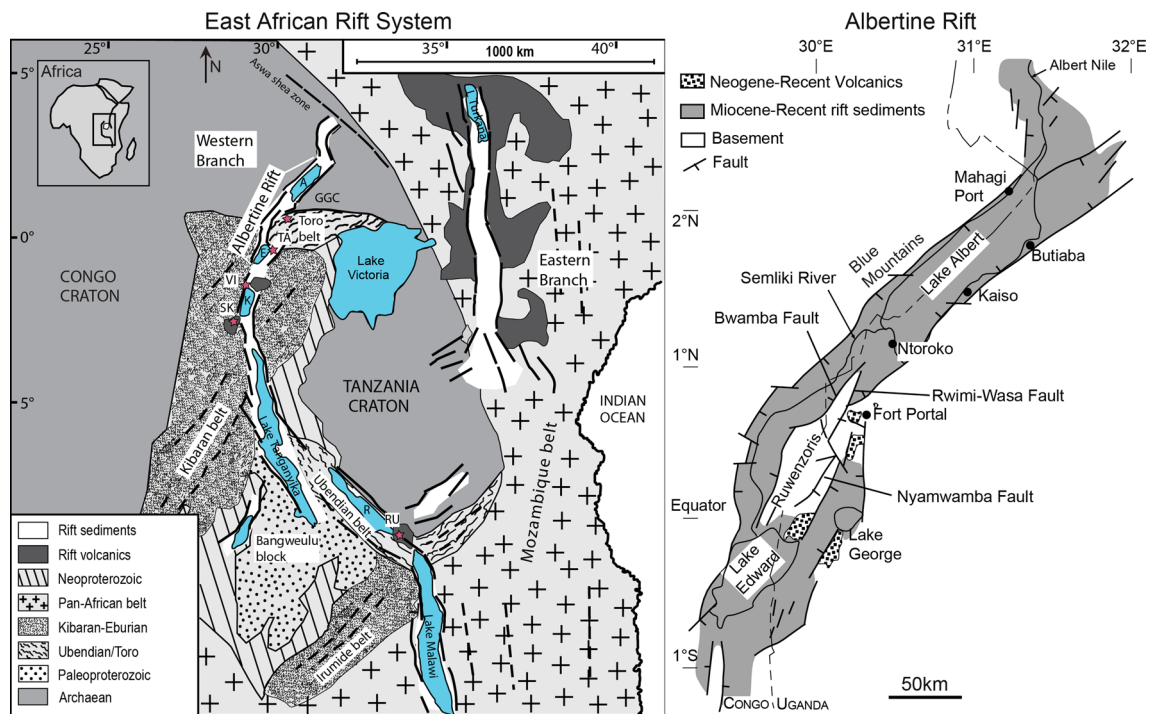 East African Rift System
25°
30°
35°
40°
1000 km
5°
0°
5°
Africa
N
Aswa shea zone
Western
Branch
Albertine Rift
A
GGC
Toro
belt
TA
E
VI
K
SK
L. Turkana
Lake
Victoria
Eastern
Branch
CONGO
CRATON
TANZANIA
CRATON
INDIAN
OCEAN
Kibaran belt
Lake Tanganyika
Ubendian belt
R
RU
Mozambique belt
Bangweulu
block
Irumide belt
Lake Malawi
Rift sediments
Rift volcanics
Neoproterozoic
Pan-African belt
Kibaran-Eburian
Ubendian/Toro
Paleoproterozoic
Archaean
Albertine Rift
30°E
31°E
32°E
Neogene-Recent Volcanics
Miocene-Recent rift sediments
Basement
Fault
Albert Nile
Mahagi
Port
2°N
Blue
Mountains
Lake Albert
Butiaba
Semliki River
Kaiso
Bwamba Fault
Ntoroko
1°N
Rwimi-Wasa Fault
Fort Portal
Ruwenzoris
Nyamwamba Fault
Equator
Lake
George
Lake
Edward
1°S
50km
CONGO
UGANDA